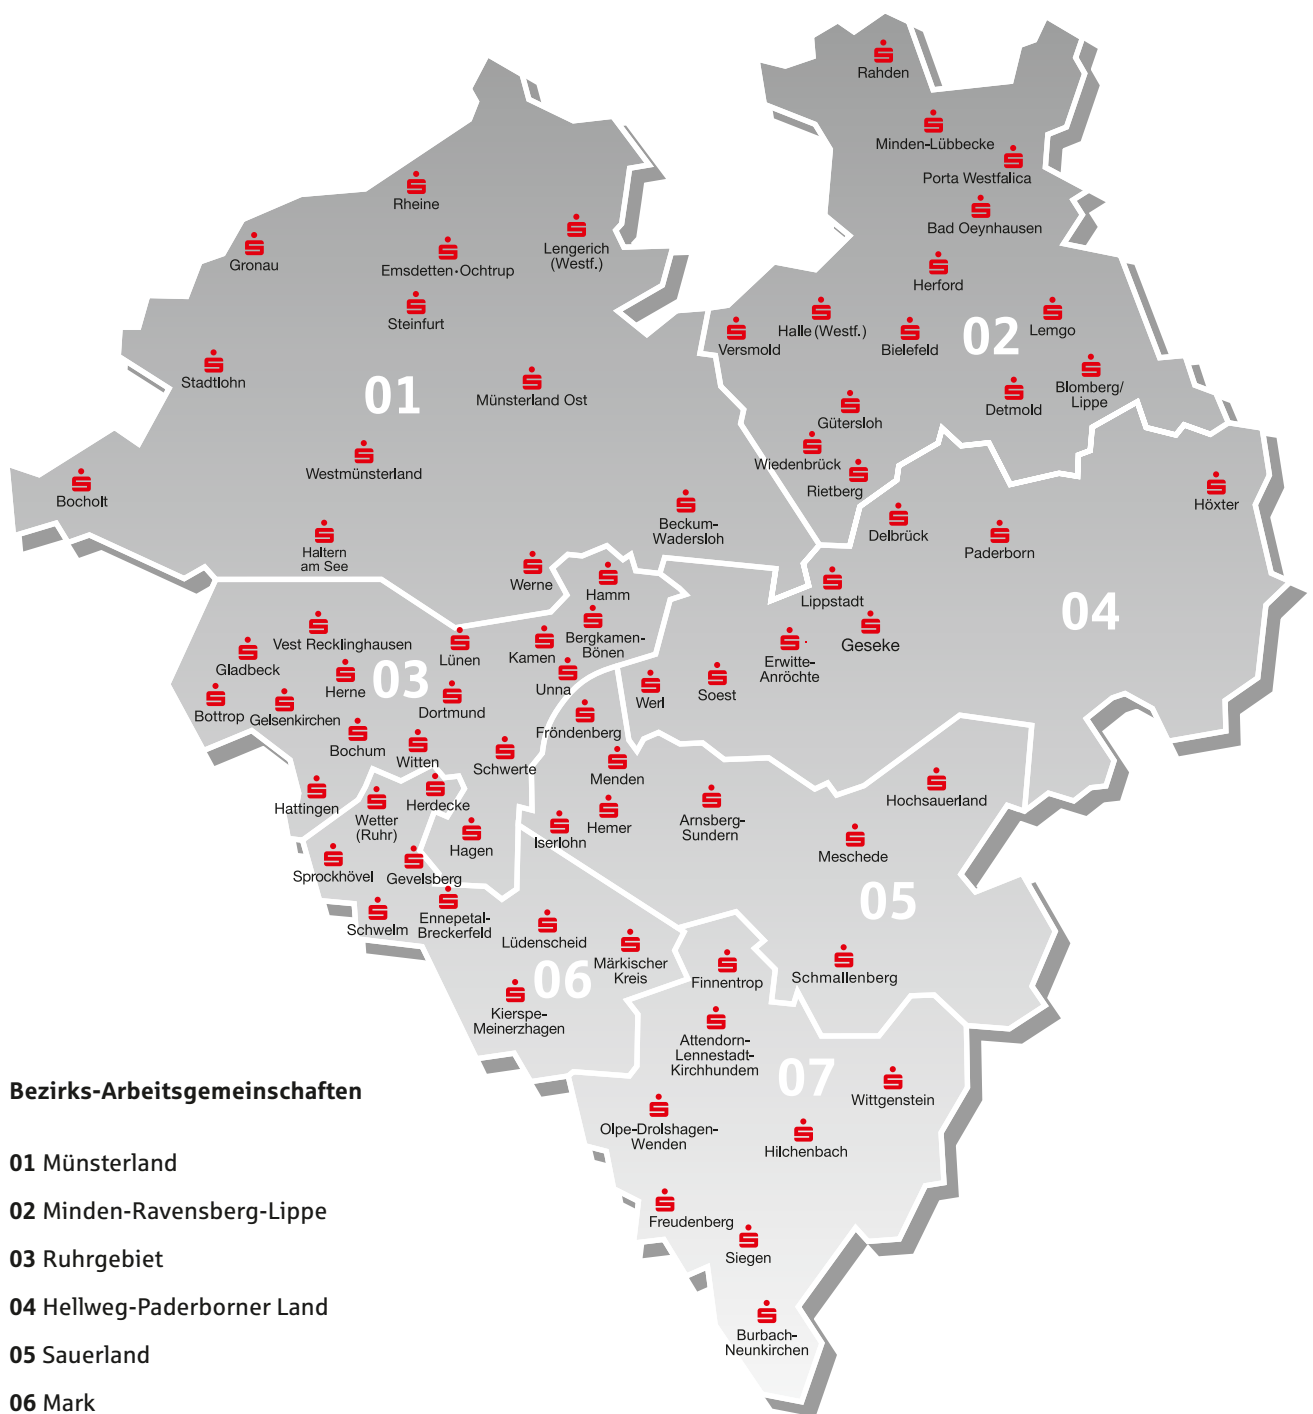 Rahden
Minden-Lübbecke
Porta Westfalica
Rheine
Bad Oeynhausen
Lengerich
(Westf.)
Gronau
Emsdetten·Ochtrup
Herford
Steinfurt
Halle (Westf.)
Lemgo
Versmold
Bielefeld
02
Stadtlohn
Blomberg/
Lippe
01
Münsterland Ost
Detmold
Gütersloh
Westmünsterland
Wiedenbrück
Rietberg
Bocholt
Höxter
Beckum-
Wadersloh
Delbrück
Paderborn
Haltern
am See
Werne
Hamm
Lippstadt
04
Vest Recklinghausen
Bergkamen-
Bönen
Lünen
Kamen
Geseke
Gladbeck
Erwitte-
Anröchte
Herne
03
Unna
Werl
Soest
Bottrop
Gelsenkirchen
Dortmund
Fröndenberg
Bochum
Witten
Schwerte
Menden
Hattingen
Herdecke
Hochsauerland
Wetter
(Ruhr)
Hemer
Arnsberg-
Sundern
Iserlohn
Hagen
Meschede
Sprockhövel
Gevelsberg
05
Schwelm
Ennepetal-
Breckerfeld
Lüdenscheid
Märkischer
Kreis
06
Finnentrop
Schmallenberg
Kierspe-
Meinerzhagen
Attendorn-
Lennestadt-
Kirchhundem
07
Wittgenstein
Olpe-Drolshagen-
Wenden
Hilchenbach
Freudenberg
Siegen
Burbach-
Neunkirchen
Bezirks-Arbeitsgemeinschaften
01 Münsterland
02 Minden-Ravensberg-Lippe
03 Ruhrgebiet
04 Hellweg-Paderborner Land
05 Sauerland
06 Mark